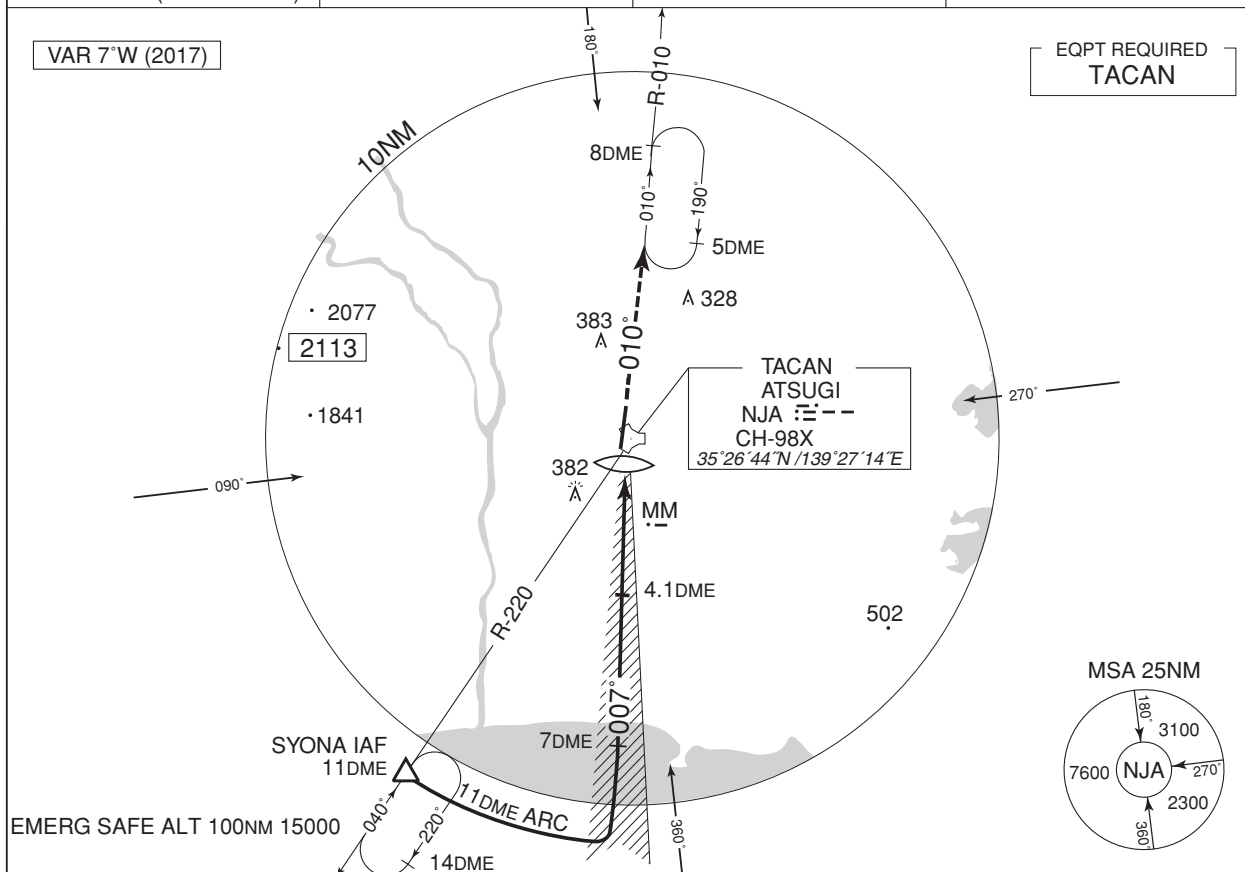 VAR 7°W (2017)
EQPT REQUIRED
TACAN
180°
R-010
10NM
8DME
010°
190°
5DME
328
2077
383
2113
010°
TACAN
ATSUGI
NJA
CH-98X
35°26´44˝N /139°27´14˝E
270°
1841
382
090°
MM
4.1DME
R-220
502
MSA 25NM
180°
3100
7600
NJA
270°
2300
360°
007°
7DME
SYONA IAF
11DME
11DME ARC
040°
220°
360°
EMERG SAFE ALT 100NM 15000
14DME